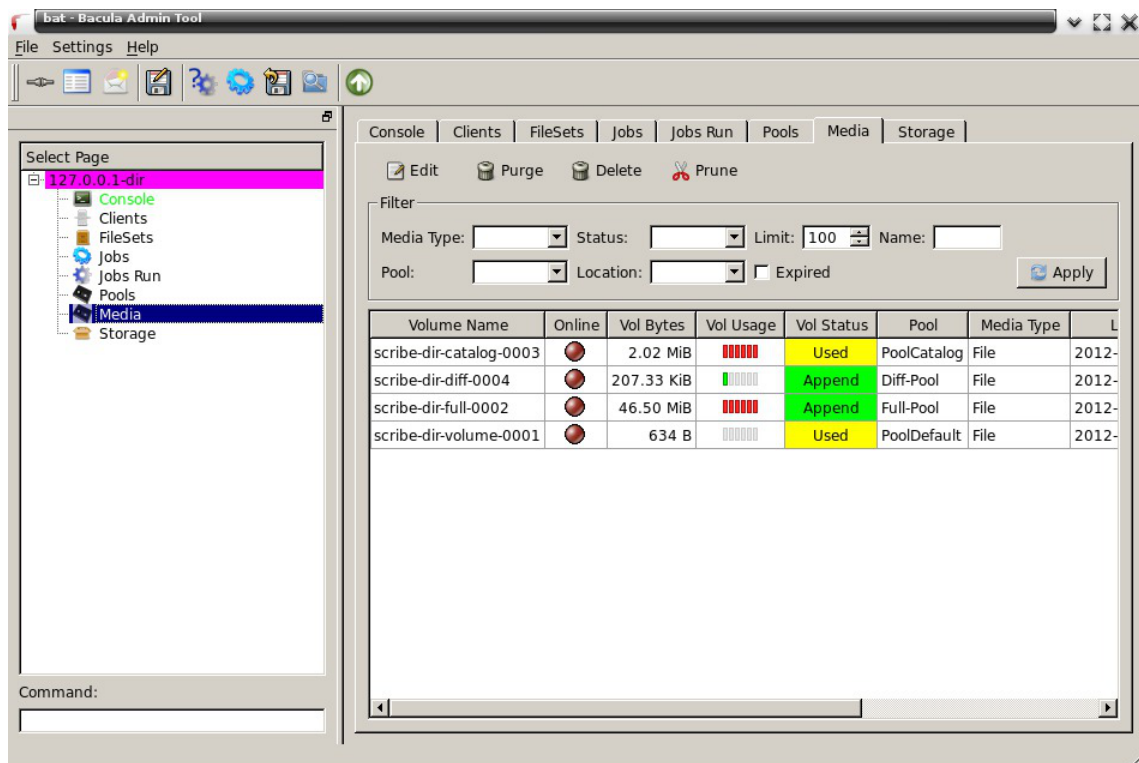 bat - Bacula Admin Tool
File Settings Help
Select Page
127.0.0.1-dir
Console
Clients
FileSets
Jobs
Jobs Run
Pools
Media
Storage
Command:
Console Clients FileSets Jobs Jobs Run Pools Media Storage
Edit Purge Delete Prune
Filter
Media Type: Status: Limit: 100 Name:
Pool: Location: Expired Apply
Volume Name Online Vol Bytes Vol Usage Vol Status Pool Media Type L
scribe-dir-catalog-0003 2.02 MiB Used PoolCatalog File 2012-
scribe-dir-diff-0004 207.33 KiB Append Diff-Pool File 2012-
scribe-dir-full-0002 46.50 MiB Append Full-Pool File 2012-
scribe-dir-volume-0001 634 B Used PoolDefault File 2012-